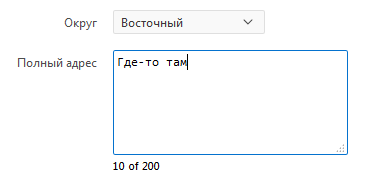 Округ Восточный
Полный адрес Где-то там
10 of 200